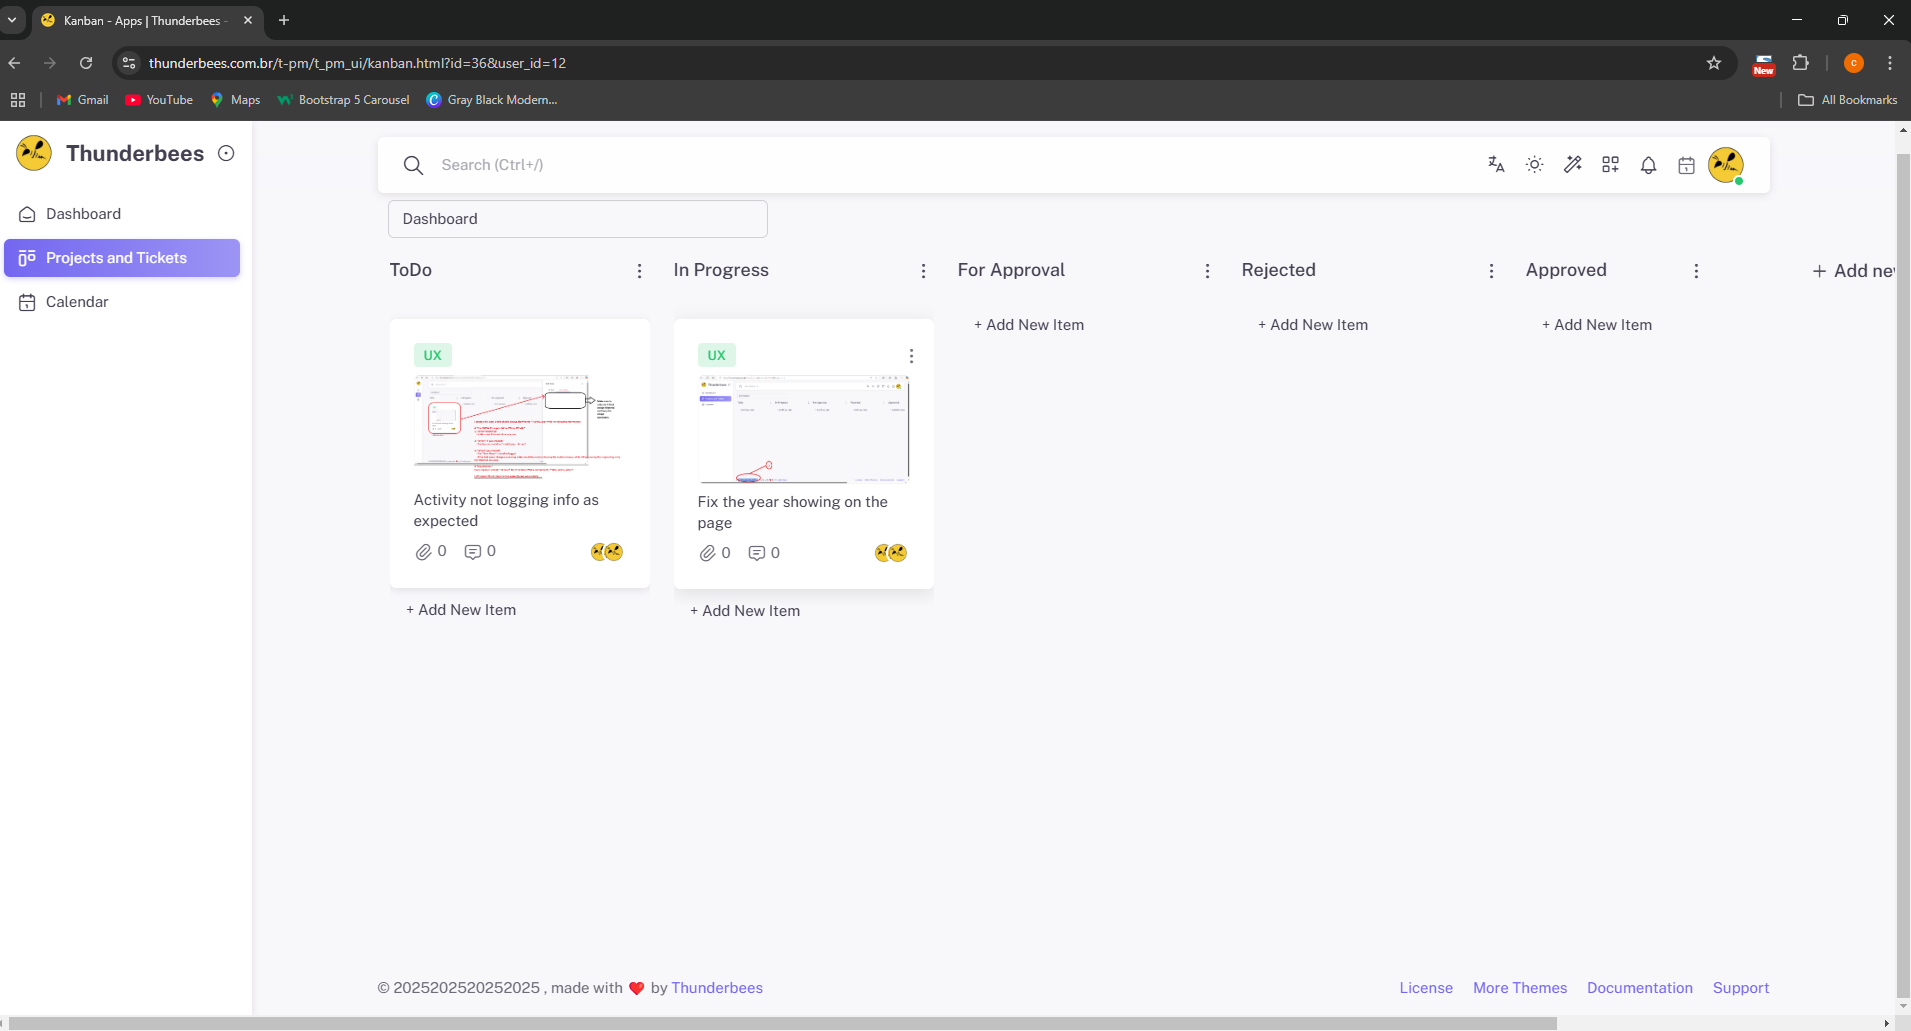 Kanban - Apps | Thunderbees -
thunderbees.com.br/t-pm/t_pm_ui/kanban.html?id=36&user_id=12
New
c
Gmail
YouTube
Maps
Bootstrap 5 Carousel
Gray Black Modern...
All Bookmarks
Thunderbees
Search (Ctrl+/)
Dashboard
Projects and Tickets
Calendar
Dashboard
ToDo
In Progress
For Approval
Rejected
Approved
+ Add nev
UX
Activity not logging info as
expected
0 0
+ Add New Item
UX
Fix the year showing on the
page
0 0
+ Add New Item
+ Add New Item
+ Add New Item
+ Add New Item
© 2025202520252025 , made with ❤️ by Thunderbees
License
More Themes
Documentation
Support